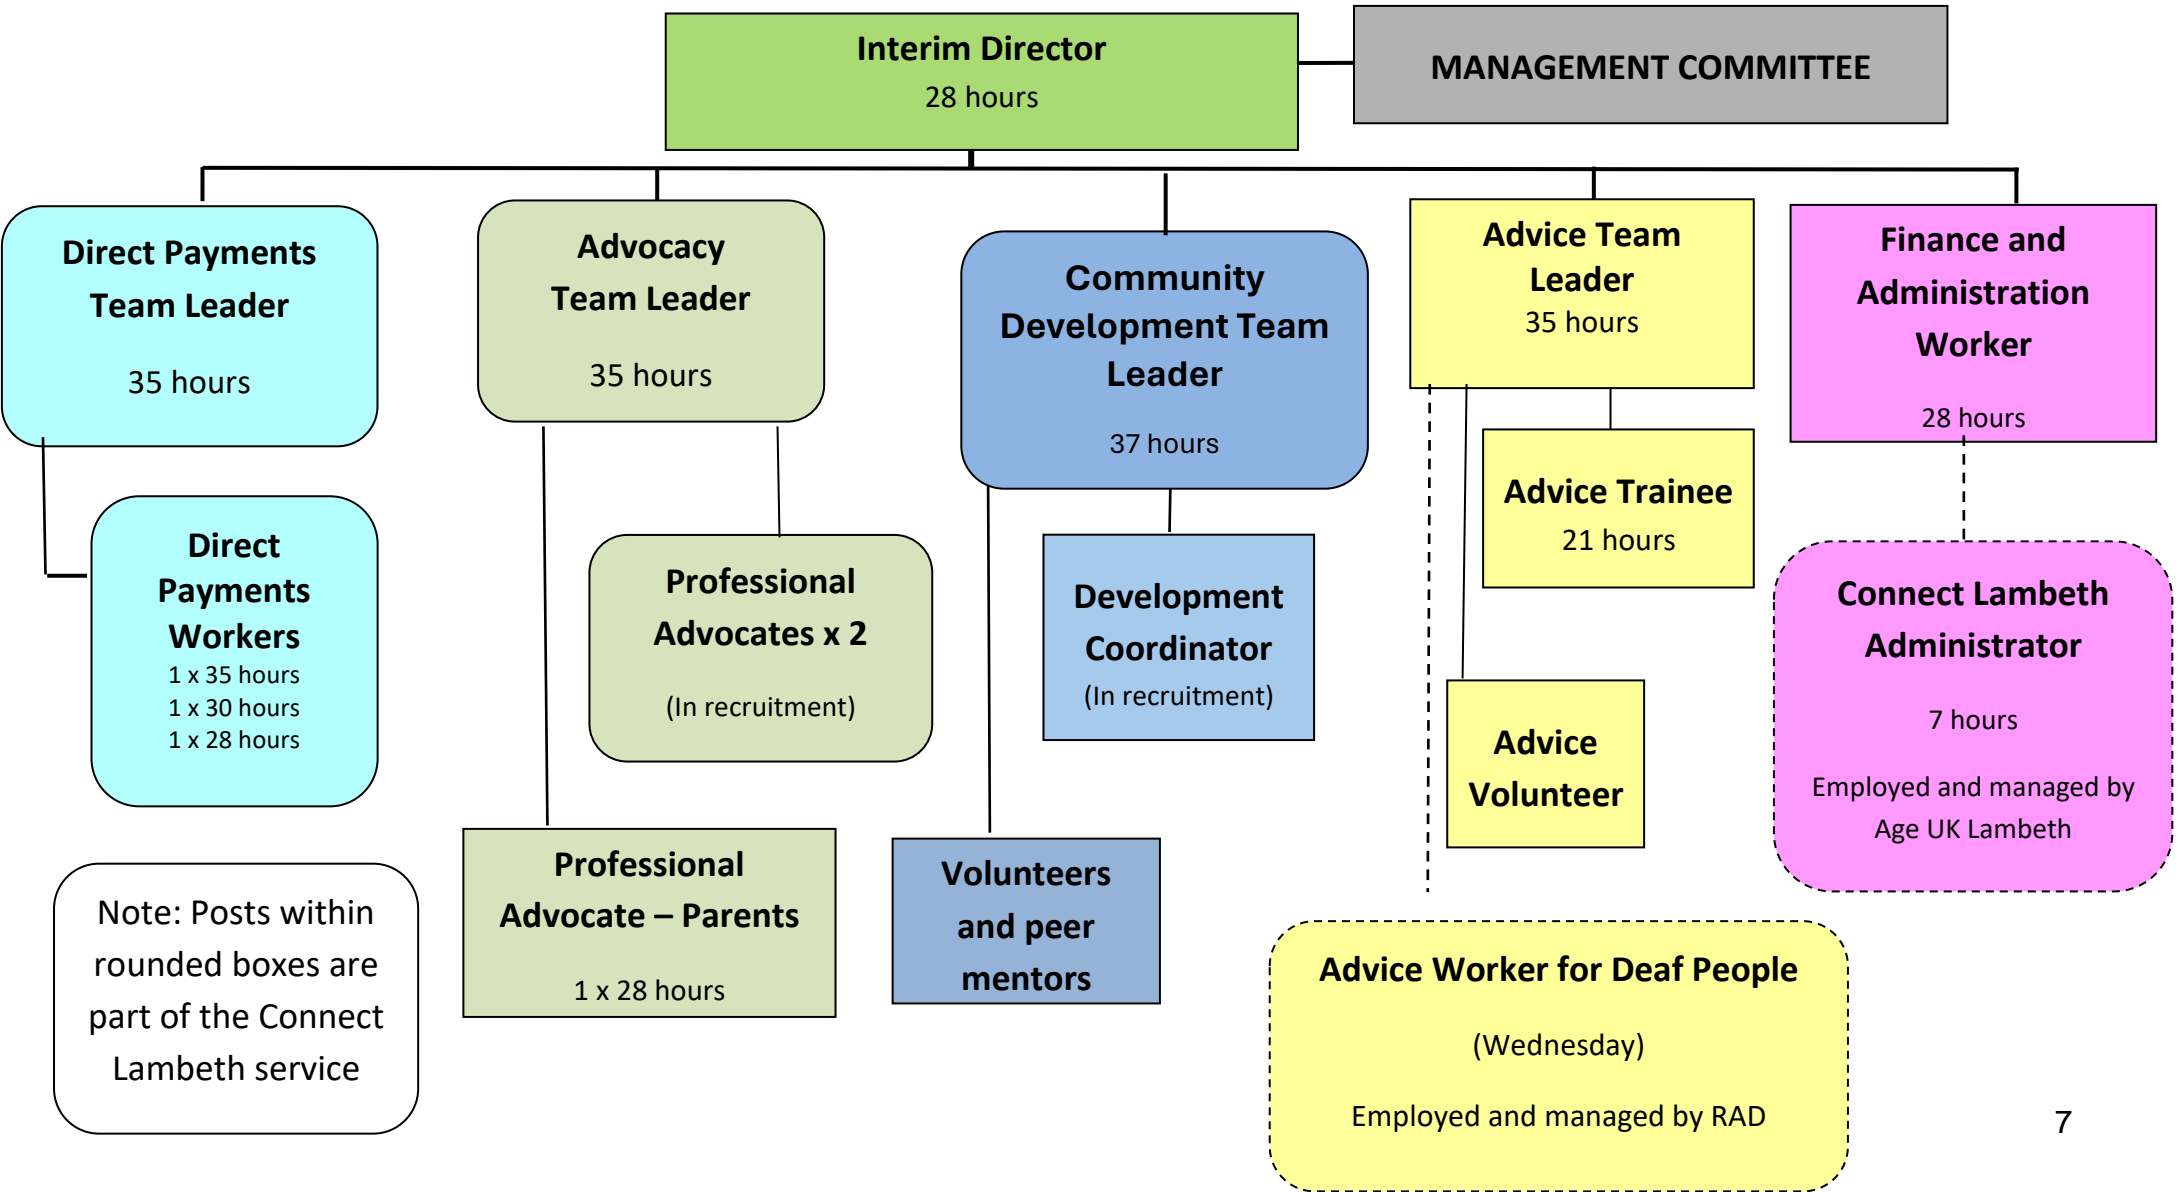 Interim Director
28 hours
MANAGEMENT COMMITTEE
Direct Payments
Team Leader
35 hours
Advocacy
Team Leader
35 hours
Community
Development Team
Leader
37 hours
Advice Team
Leader
35 hours
Finance and
Administration
Worker
28 hours
Direct
Payments
Workers
1 x 35 hours
1 x 30 hours
1 x 28 hours
Professional
Advocates x 2
(In recruitment)
Development
Coordinator
(In recruitment)
Advice Trainee
21 hours
Connect Lambeth
Administrator
7 hours
Employed and managed by
Age UK Lambeth
Advice
Volunteer
Note: Posts within
rounded boxes are
part of the Connect
Lambeth service
Professional
Advocate – Parents
1 x 28 hours
Volunteers
and peer
mentors
Advice Worker for Deaf People
(Wednesday)
Employed and managed by RAD
7